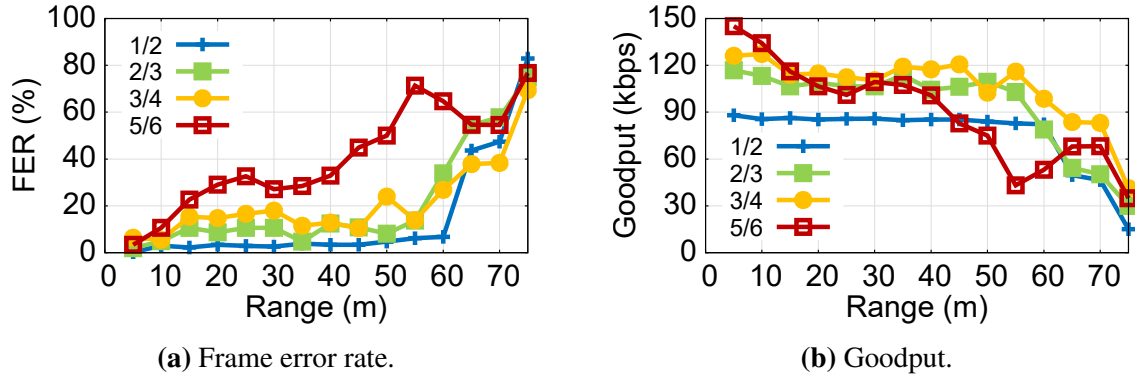 FER (%)
100
80
60
40
20
0
1/2
2/3
3/4
5/6
0 10 20 30 40 50 60 70
Range (m)
(a) Frame error rate.
Goodput (kbps)
150
120
90
60
30
0
1/2
2/3
3/4
5/6
0 10 20 30 40 50 60 70
Range (m)
(b) Goodput.